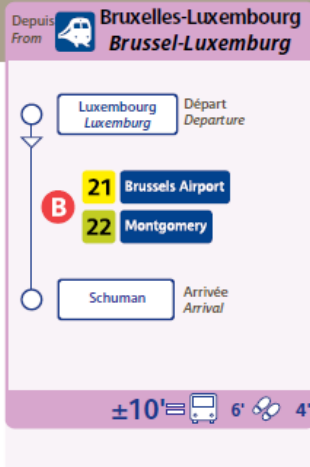 Depuis
From
Bruxelles-Luxembourg
Brussel-Luxemburg
Luxembourg
Luxemburg
Départ
Departure
B
21 Brussels Airport
22 Montgomery
Schuman
Arrivée
Arrival
±10'= 6' 4'